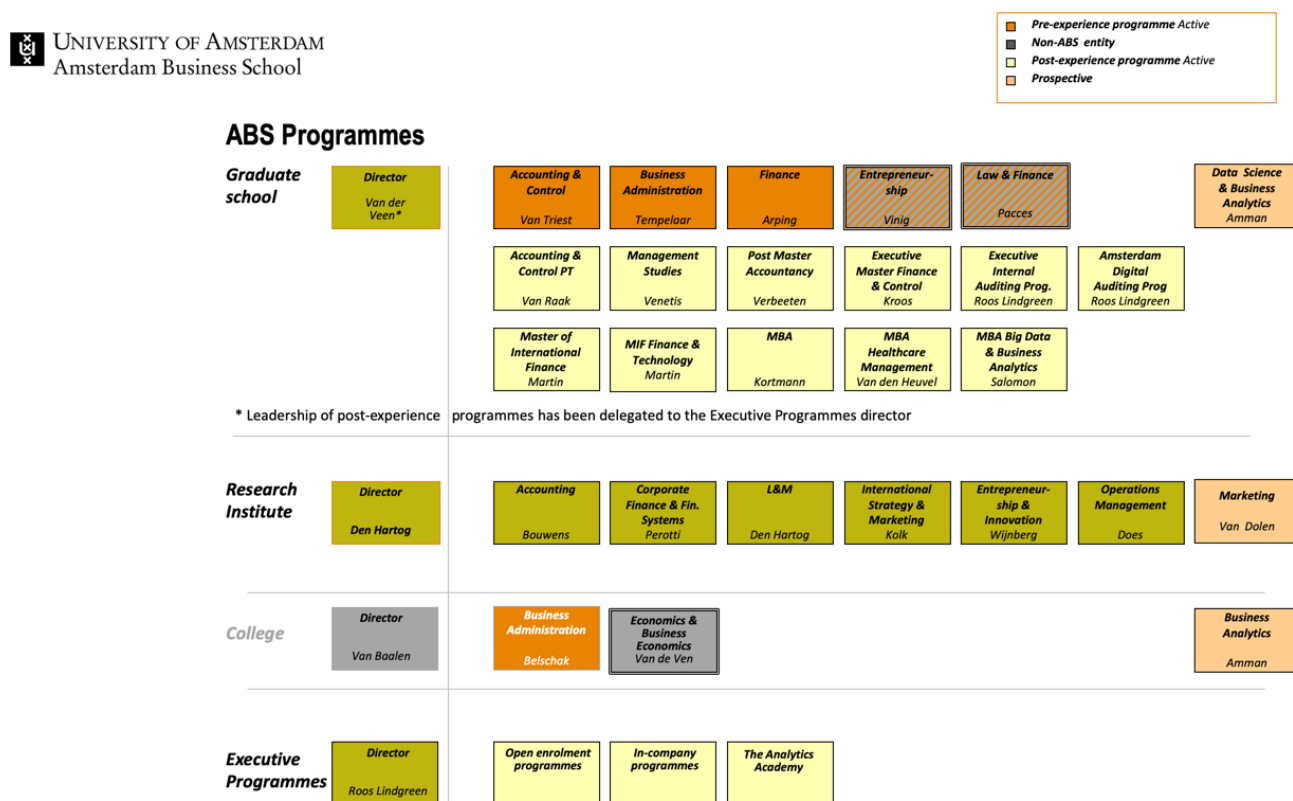 UNIVERSITY OF AMSTERDAM
Amsterdam Business School
Pre-experience programme Active
Non-ABS entity
Post-experience programme Active
Prospective
ABS Programmes
Graduate
school
Director
Van der
Veen*
Accounting &
Control
Van Triest
Business
Administration
Tempelaar
Finance
Arping
Entrepreneur-
ship
Vinig
Law & Finance
Pacces
Data Science
& Business
Analytics
Amman
Accounting &
Control PT
Van Raak
Management
Studies
Venetis
Post Master
Accountancy
Verbeeten
Executive
Master Finance
& Control
Kroos
Executive
Internal
Auditing Prog.
Roos Lindgreen
Amsterdam
Digital
Auditing Prog
Roos Lindgreen
Master of
International
Finance
Martin
MIF Finance &
Technology
Martin
MBA
Kortmann
MBA
Healthcare
Management
Van den Heuvel
MBA Big Data
& Business
Analytics
Salomon
* Leadership of post-experience programmes has been delegated to the Executive Programmes director
Research
Institute
Director
Den Hartog
Accounting
Bouwens
Corporate
Finance & Fin.
Systems
Perotti
L&M
Den Hartog
International
Strategy &
Marketing
Kolk
Entrepreneur-
ship &
Innovation
Wijnberg
Operations
Management
Does
Marketing
Van Dolen
College
Director
Van Baalen
Business
Administration
Belschak
Economics &
Business
Economics
Van de Ven
Business
Analytics
Amman
Executive
Programmes
Director
Roos Lindgreen
Open enrolment
programmes
In-company
programmes
The Analytics
Academy